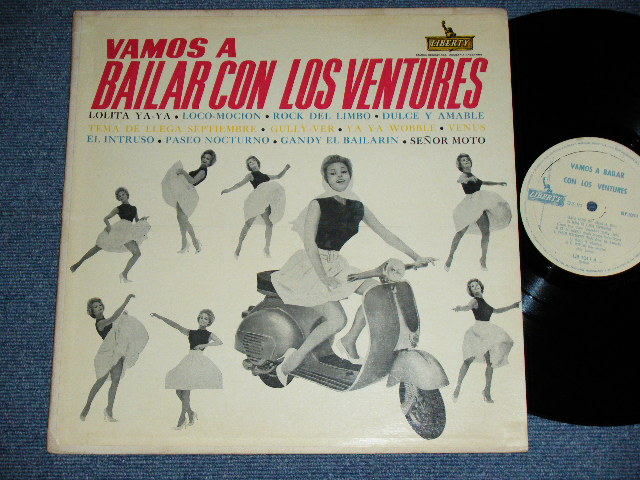 VAMOS A
BAILAR CON LOS VENTURES
LIBERTY
LOLITA YA-YA • LOCO-MOCION • ROCK DEL LIMBO • DULCE Y AMABLE
TEMA DE LLEGA SEPTIEMBRE • GULLY-VER • YA YA WOBBLE • VENUS
EL INTRUSO • PASEO NOCTURNO • GANDY EL BAILARIN • SEÑOR MOTO
VAMOS A BAILAR
CON LOS VENTURES
LIBERTY